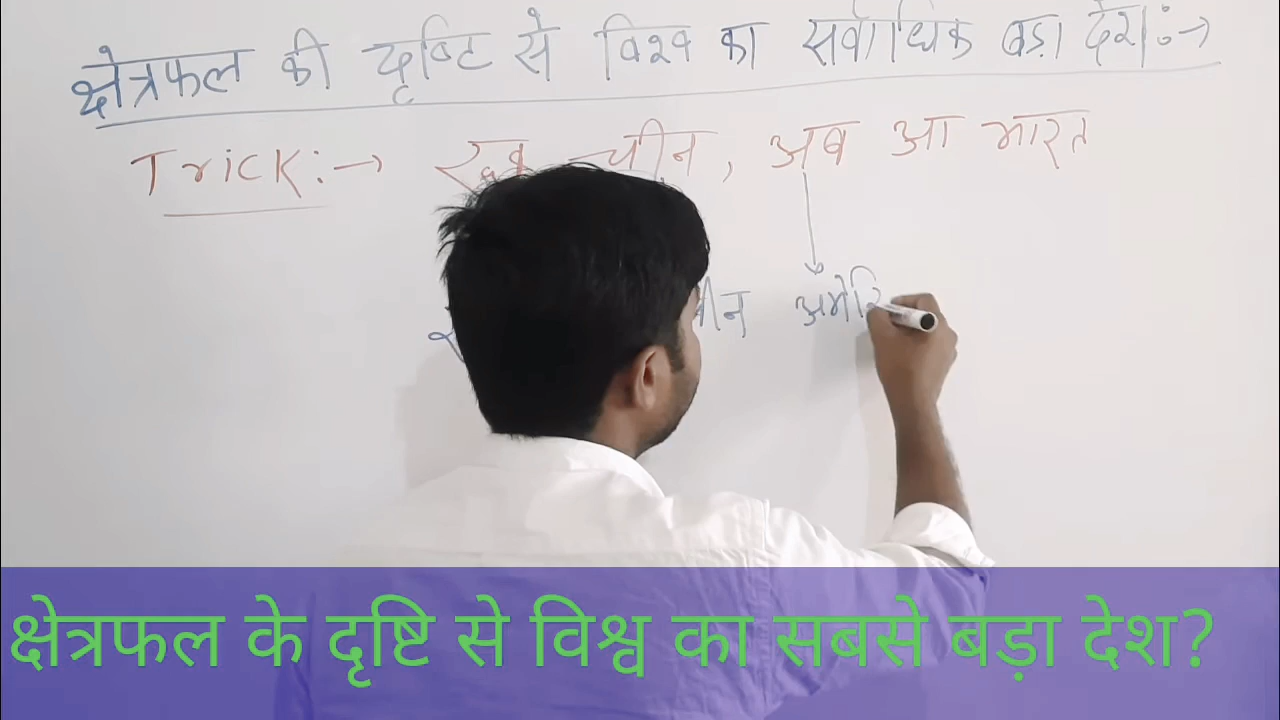 क्षेत्रफल की दृष्टि से विश्व का सर्वाधिक बड़ा देश:→
Trick:→ चीन, अब आ भारत
चीन अमेरि
क्षेत्रफल के दृष्टि से विश्व का सबसे बड़ा देश?